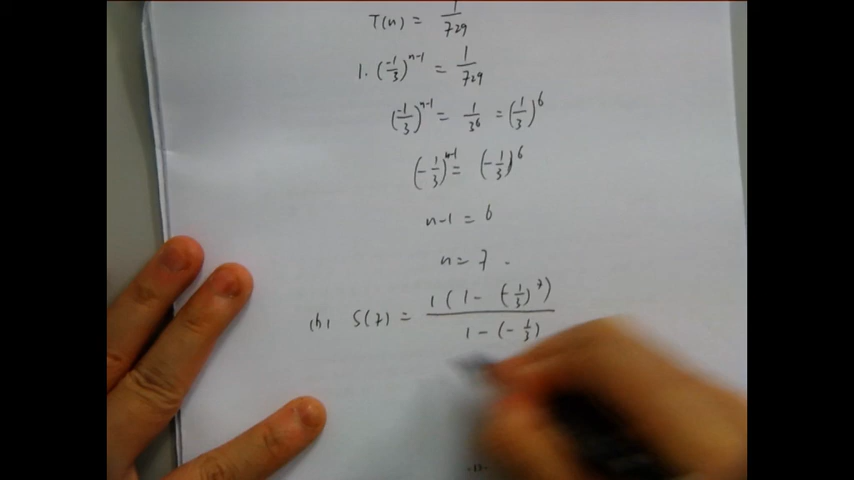 T(n) = 1/729
1. (-1/3)^(n-1) = 1/729
(-1/3)^(n-1) = 1/3^6 = (1/3)^6
(-1/3)^(n-1) = (-1/3)^6
n-1 = 6
n = 7 .
(b) S(7) = 1(1 - (-1/3)^7) / 1 - (-1/3)